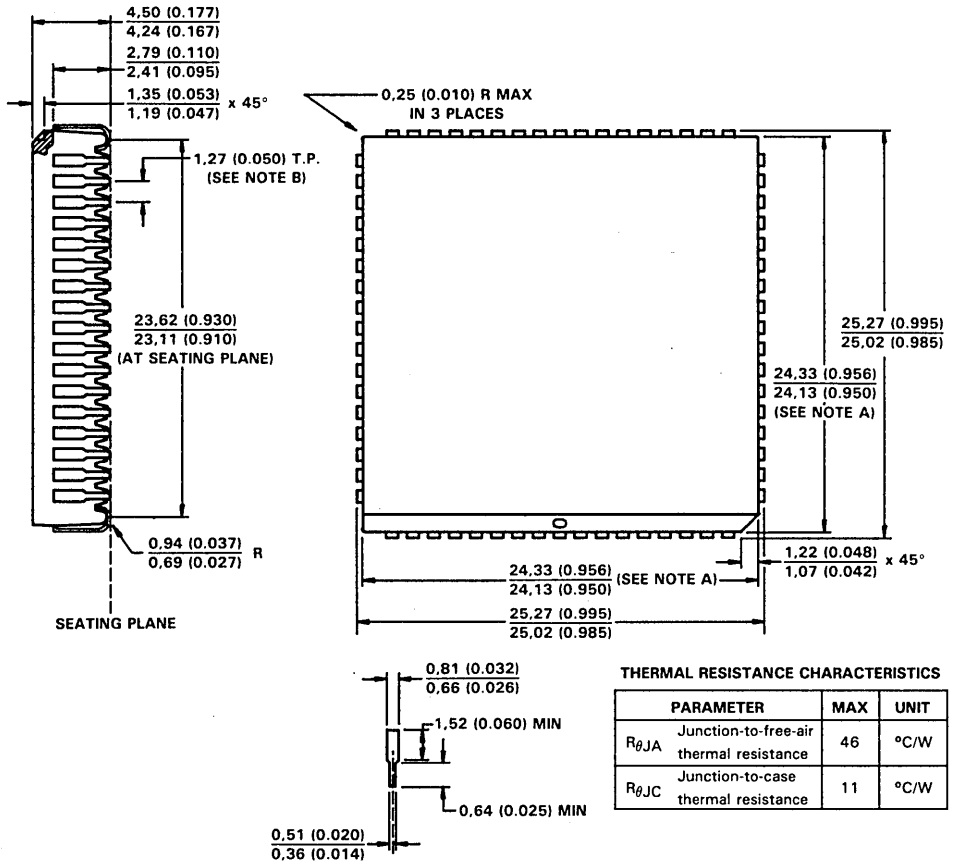 4,50 (0.177)
4,24 (0.167)
2,79 (0.110)
2,41 (0.095)
1,35 (0.053)
1,19 (0.047) x 45°
0,25 (0.010) R MAX
IN 3 PLACES
1,27 (0.050) T.P.
(SEE NOTE B)
23,62 (0.930)
23,11 (0.910)
(AT SEATING PLANE)
25,27 (0.995)
25,02 (0.985)
24,33 (0.956)
24,13 (0.950)
(SEE NOTE A)
0,94 (0.037)
0,69 (0.027) R
1,22 (0.048)
1,07 (0.042) x 45°
24,33 (0.956)
24,13 (0.950) (SEE NOTE A)
25,27 (0.995)
25,02 (0.985)
SEATING PLANE
0,81 (0.032)
0,66 (0.026)
1,52 (0.060) MIN
0,64 (0.025) MIN
0,51 (0.020)
0,36 (0.014)
THERMAL RESISTANCE CHARACTERISTICS
PARAMETER MAX UNIT
RθJA Junction-to-free-air thermal resistance 46 °C/W
RθJC Junction-to-case thermal resistance 11 °C/W